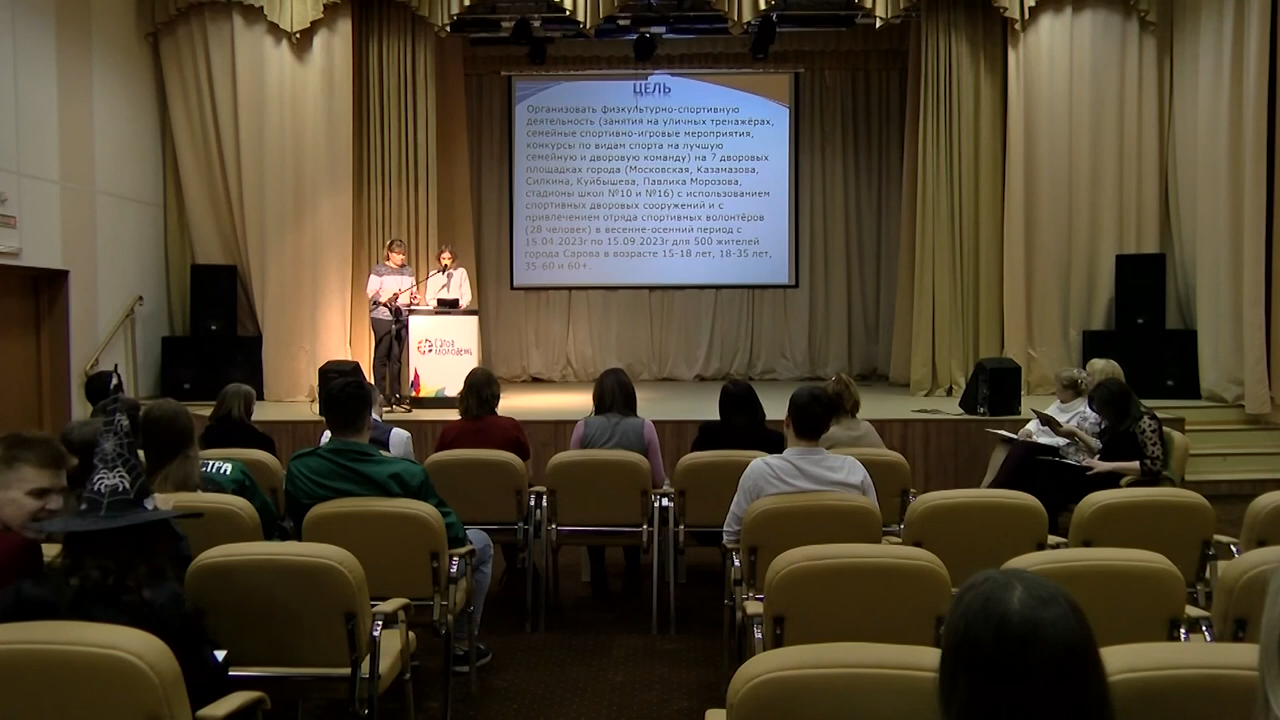 ЦЕЛЬ
Организовать физкультурно-спортивную
деятельность (занятия на уличных тренажёрах,
семейные спортивно-игровые мероприятия,
конкурсы по видам спорта на лучшую
семейную и дворовую команду) на 7 дворовых
площадках города (Московская, Казамазова,
Силкина, Куйбышева, Павлика Морозова,
стадионы школ №10 и №16) с использованием
спортивных дворовых сооружений и с
привлечением отряда спортивных волонтёров
(28 человек) в весенне-осенний период с
15.04.2023г по 15.09.2023г для 500 жителей
города Сарова в возрасте 15-18 лет, 18-35 лет,
35-60 и 60+.
Саров
молодёжь
СТРА